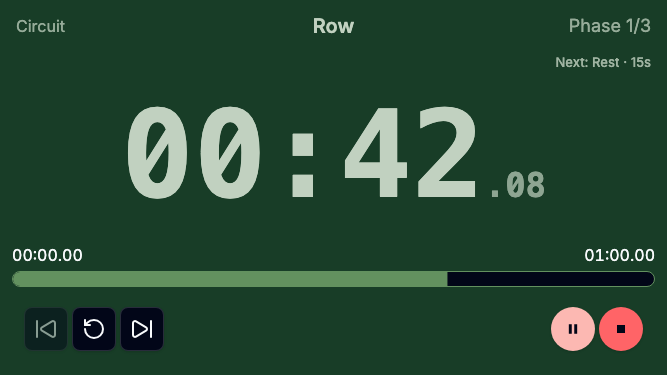 Circuit
Row
Phase 1/3
Next: Rest · 15s
00:42.08
00:00.00
01:00.00